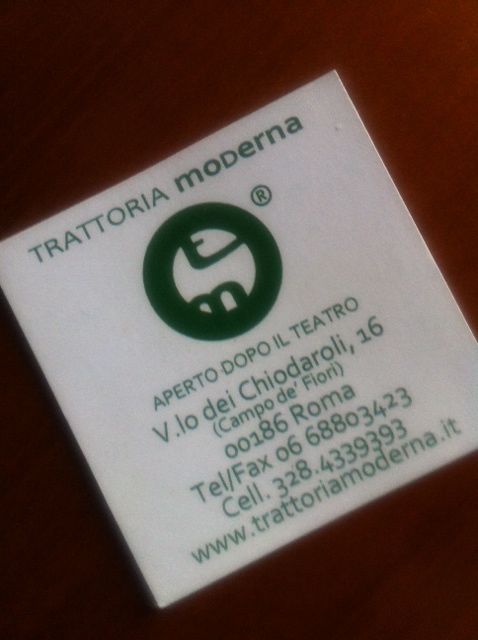 TRATTORIA moDerna
®
tm
APERTO DOPO IL TEATRO
V.lo dei Chiodaroli, 16
(Campo de' Fiori)
00186 Roma
Tel/Fax 06 68803423
Cell. 328.4339393
www.trattoriamoderna.it